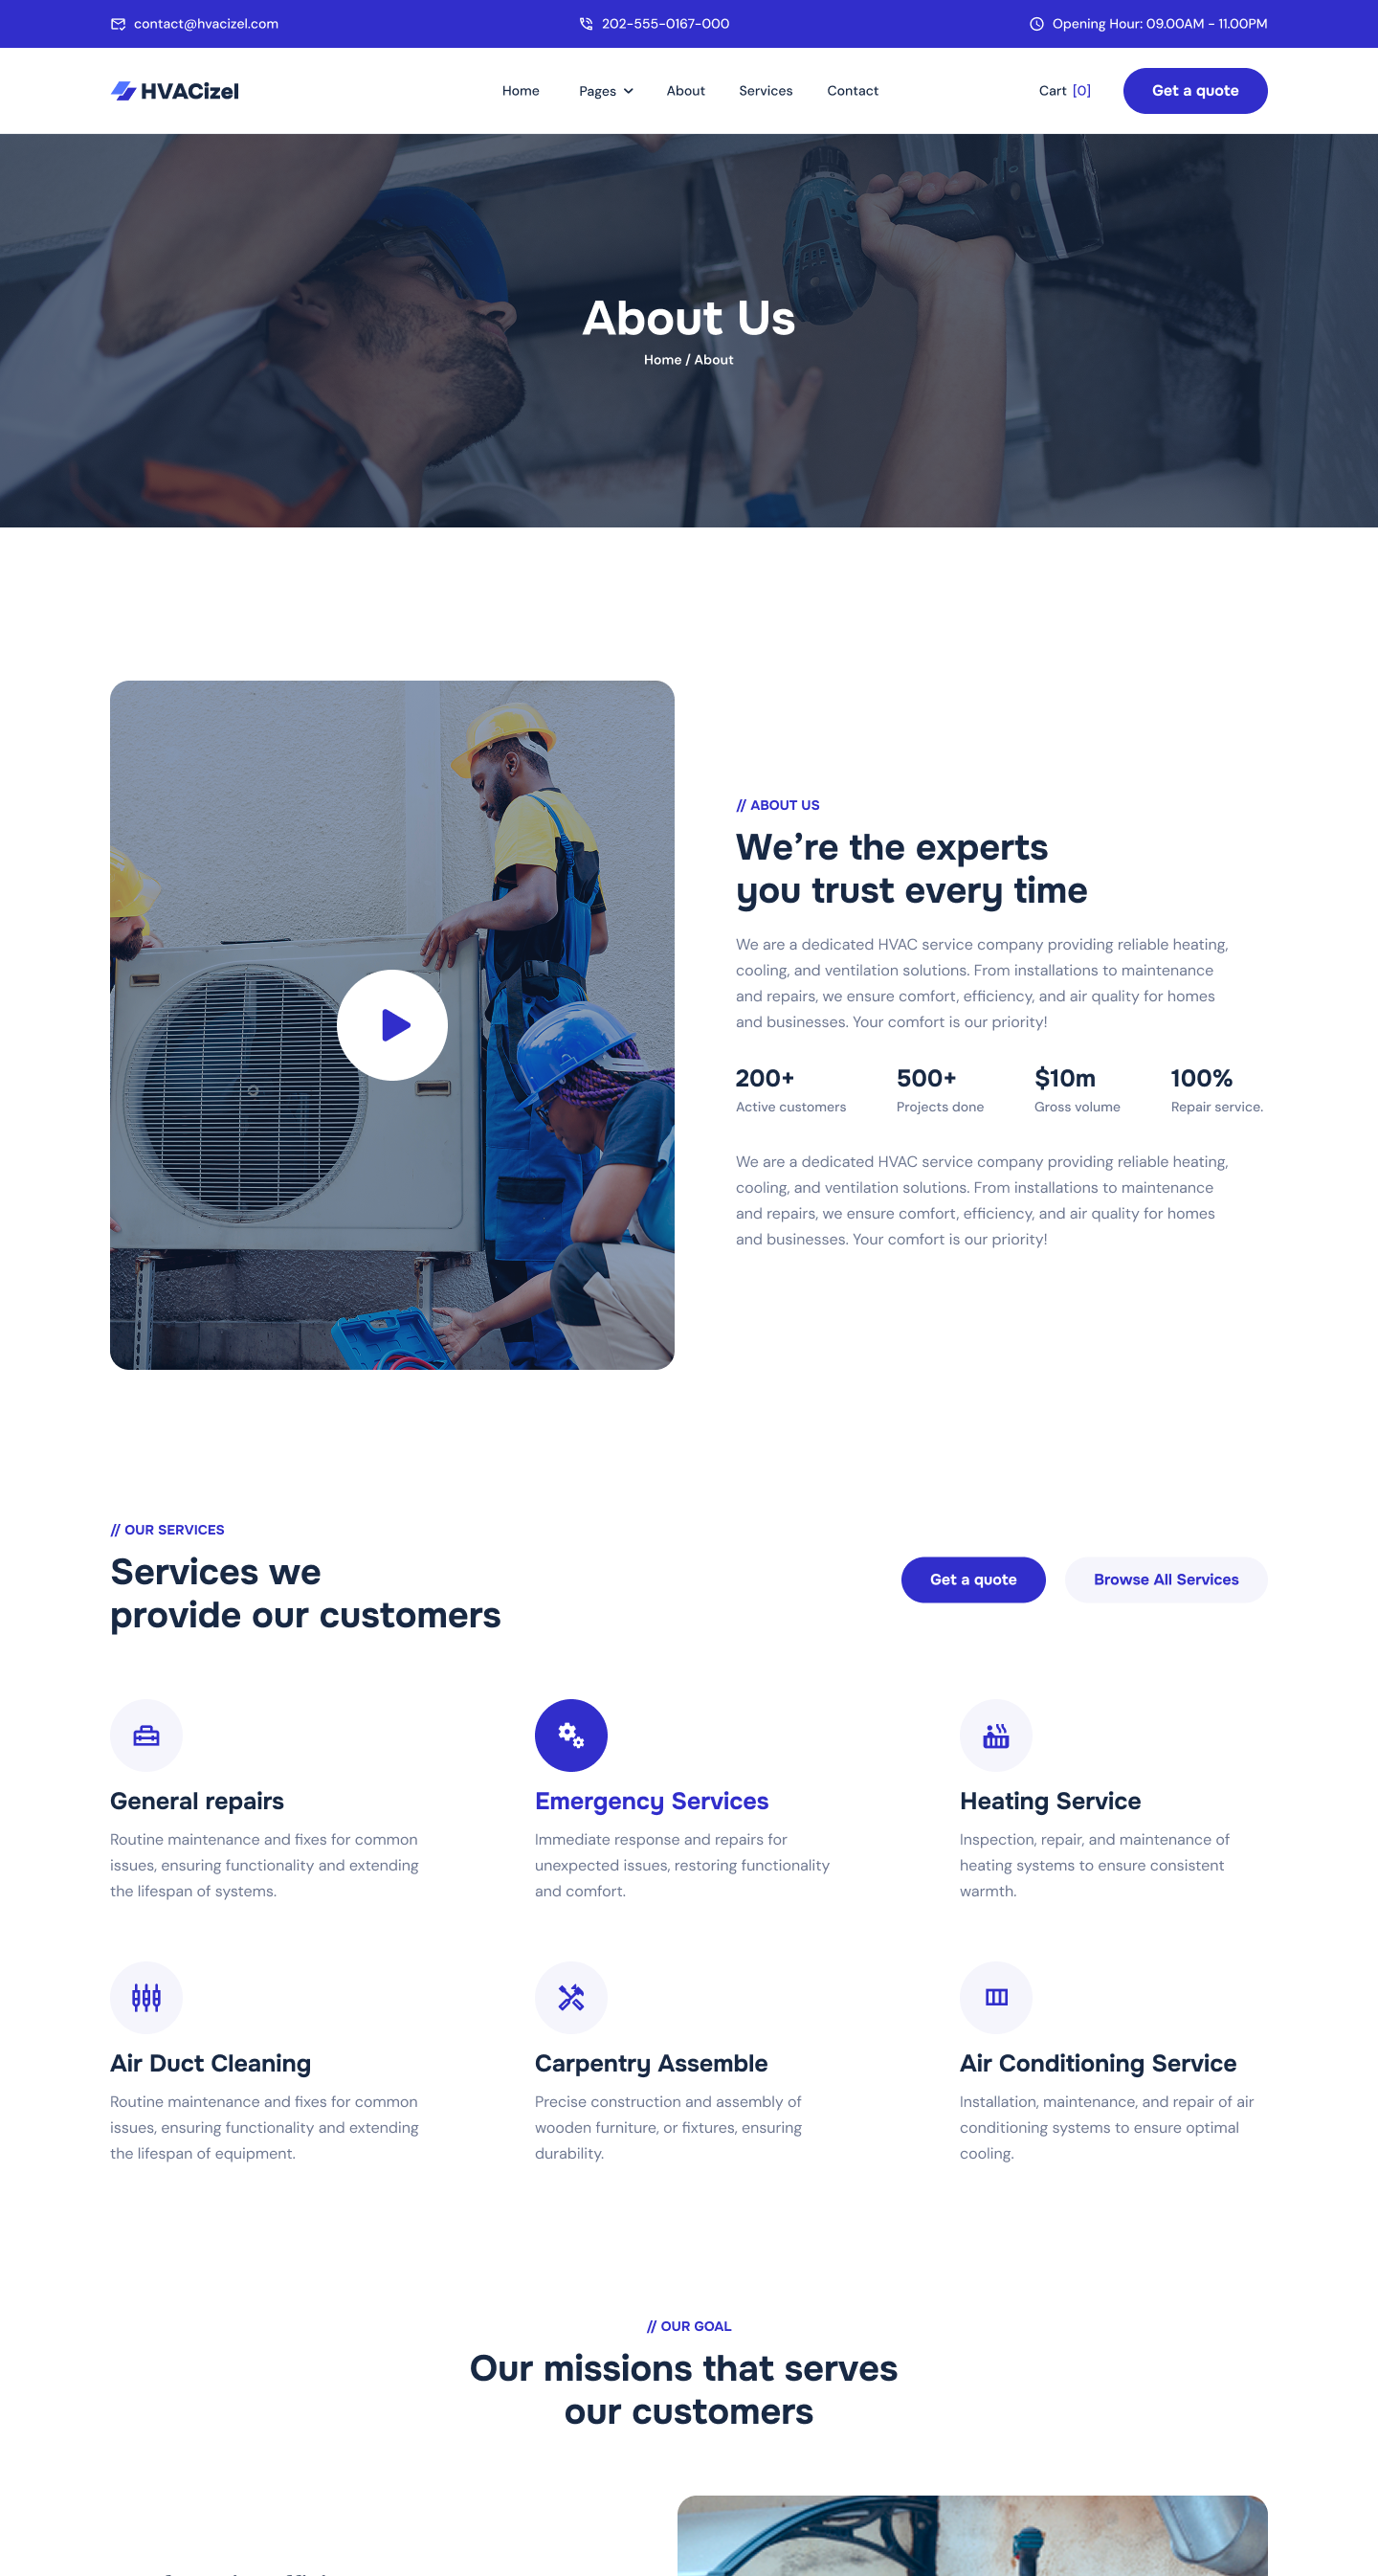 contact@hvacizel.com
202-555-0167-000
Opening Hour: 09.00AM - 11.00PM
HVACizel
Home
Pages
About
Services
Contact
Cart [0]
Get a quote
About Us
Home / About
// ABOUT US
We’re the experts
you trust every time
We are a dedicated HVAC service company providing reliable heating,
cooling, and ventilation solutions. From installations to maintenance
and repairs, we ensure comfort, efficiency, and air quality for homes
and businesses. Your comfort is our priority!
200+
Active customers
500+
Projects done
$10m
Gross volume
100%
Repair service.
We are a dedicated HVAC service company providing reliable heating,
cooling, and ventilation solutions. From installations to maintenance
and repairs, we ensure comfort, efficiency, and air quality for homes
and businesses. Your comfort is our priority!
// OUR SERVICES
Services we
provide our customers
Get a quote
Browse All Services
General repairs
Routine maintenance and fixes for common
issues, ensuring functionality and extending
the lifespan of systems.
Emergency Services
Immediate response and repairs for
unexpected issues, restoring functionality
and comfort.
Heating Service
Inspection, repair, and maintenance of
heating systems to ensure consistent
warmth.
Air Duct Cleaning
Routine maintenance and fixes for common
issues, ensuring functionality and extending
the lifespan of equipment.
Carpentry Assemble
Precise construction and assembly of
wooden furniture, or fixtures, ensuring
durability.
Air Conditioning Service
Installation, maintenance, and repair of air
conditioning systems to ensure optimal
cooling.
// OUR GOAL
Our missions that serves
our customers